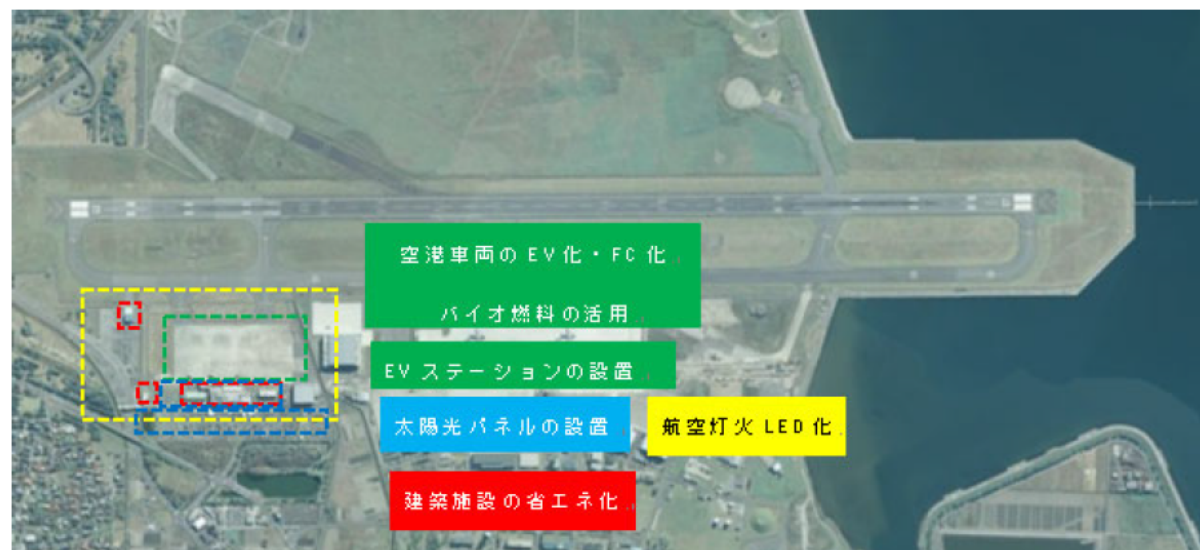 空港車両のEV化・FC化
バイオ燃料の活用
EVステーションの設置
太陽光パネルの設置
航空灯火LED化
建築施設の省エネ化